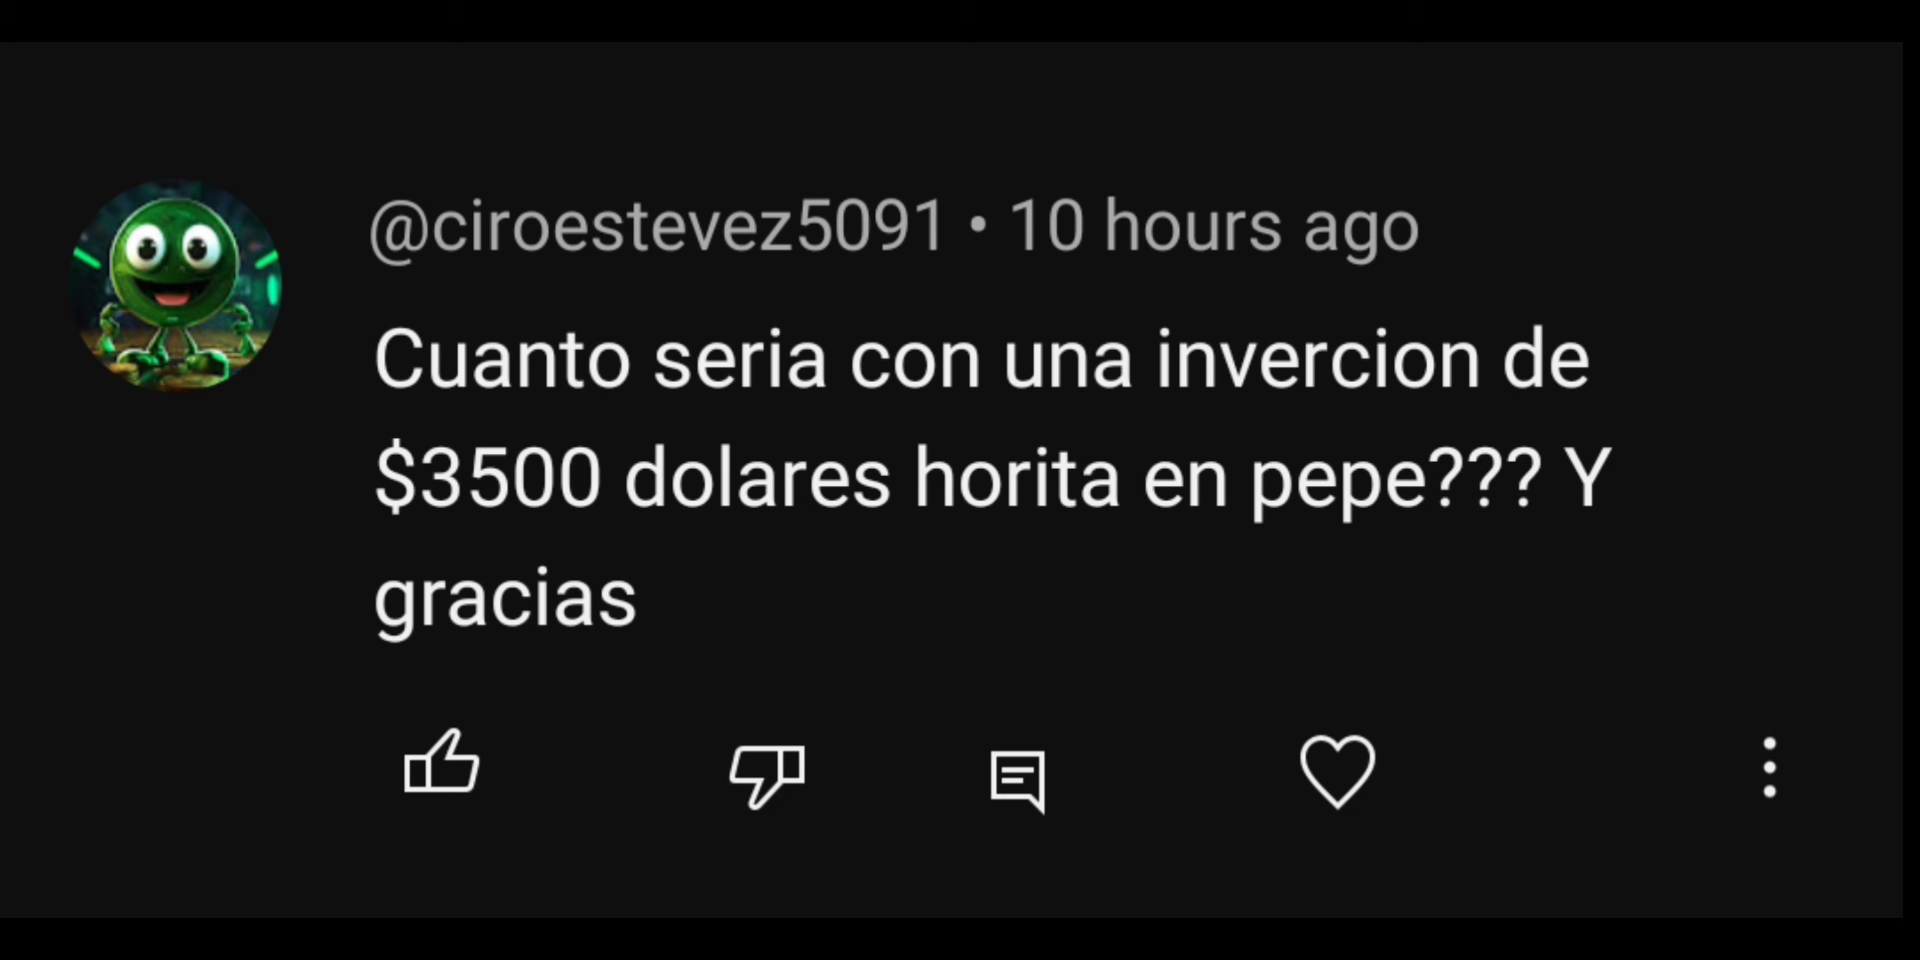 @ciroestevez5091 • 10 hours ago
Cuanto seria con una invercion de
$3500 dolares horita en pepe??? Y
gracias